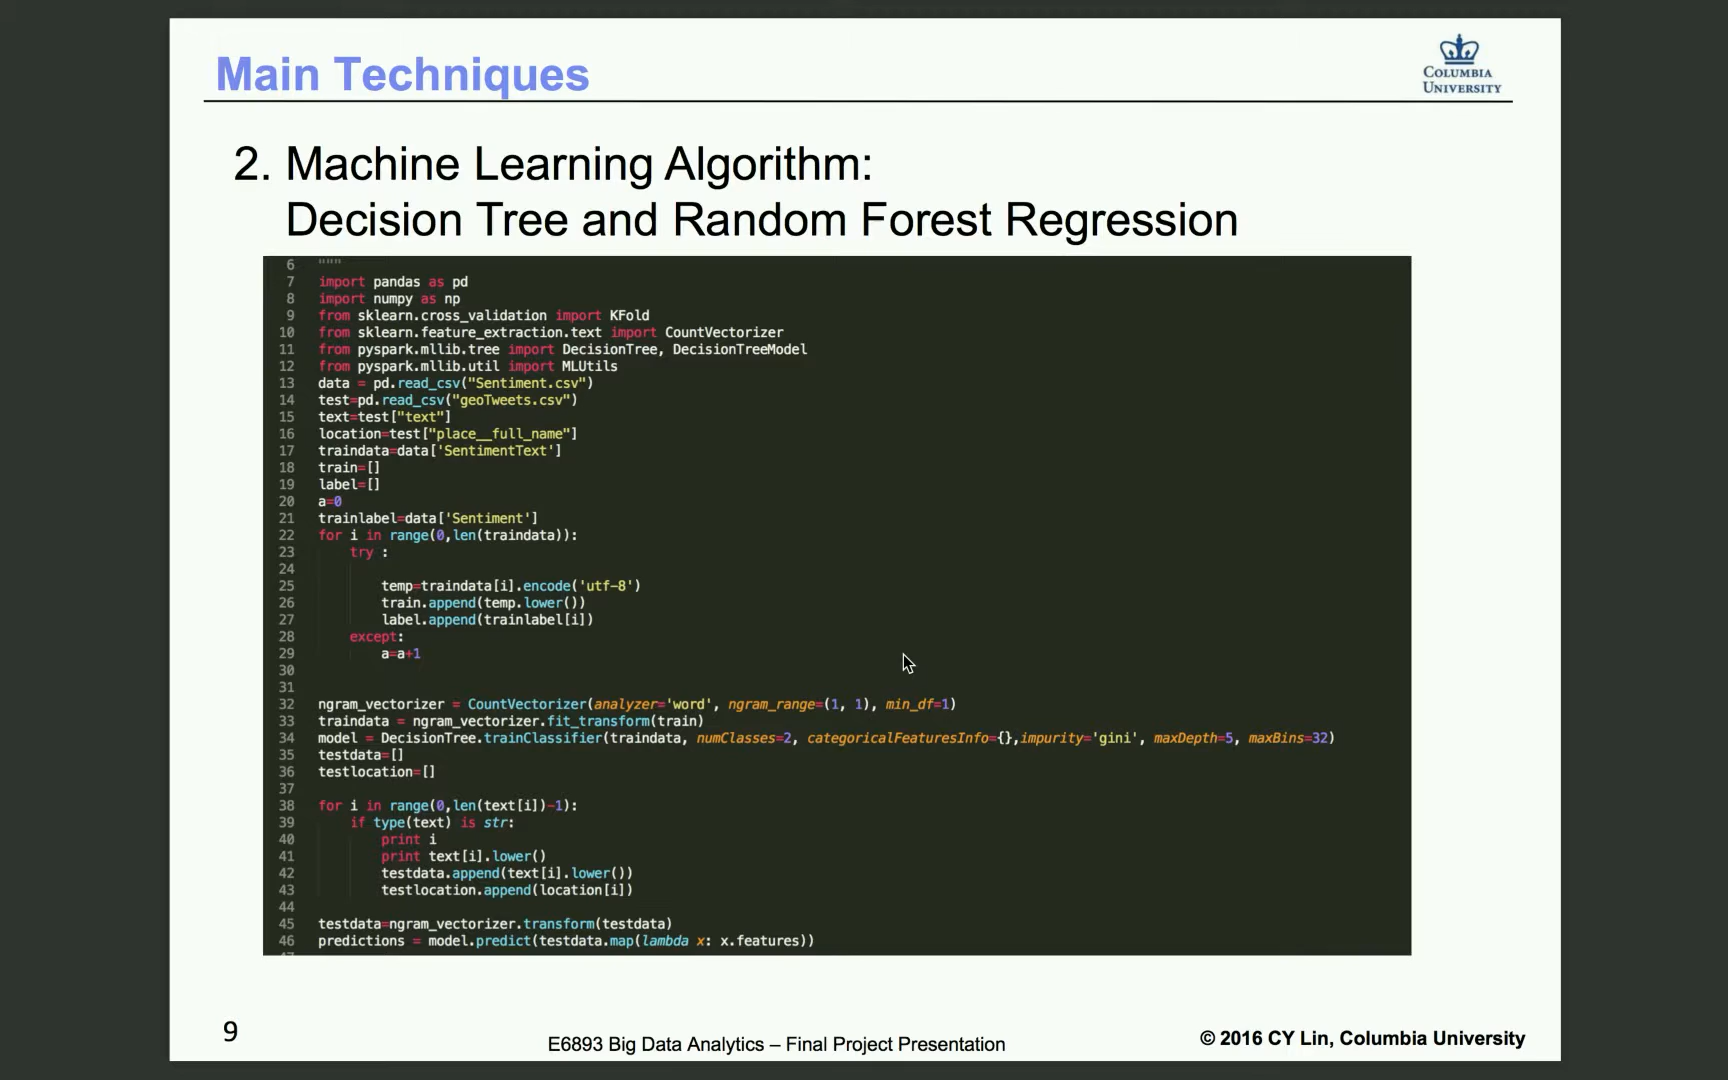 Main Techniques
COLUMBIA
UNIVERSITY
2. Machine Learning Algorithm:
Decision Tree and Random Forest Regression
6 """
7 import pandas as pd
8 import numpy as np
9 from sklearn.cross_validation import KFold
10 from sklearn.feature_extraction.text import CountVectorizer
11 from pyspark.mllib.tree import DecisionTree, DecisionTreeModel
12 from pyspark.mllib.util import MLUtils
13 data = pd.read_csv("Sentiment.csv")
14 test=pd.read_csv("geoTweets.csv")
15 text=test["text"]
16 location=test["place__full_name"]
17 traindata=data['SentimentText']
18 train=[]
19 label=[]
20 a=0
21 trainlabel=data['Sentiment']
22 for i in range(0,len(traindata)):
23 try :
24
25 temp=traindata[i].encode('utf-8')
26 train.append(temp.lower())
27 label.append(trainlabel[i])
28 except:
29 a=a+1
30
31
32 ngram_vectorizer = CountVectorizer(analyzer='word', ngram_range=(1, 1), min_df=1)
33 traindata = ngram_vectorizer.fit_transform(train)
34 model = DecisionTree.trainClassifier(traindata, numClasses=2, categoricalFeaturesInfo={},impurity='gini', maxDepth=5, maxBins=32)
35 testdata=[]
36 testlocation=[]
37
38 for i in range(0,len(text[i])-1):
39 if type(text) is str:
40 print i
41 print text[i].lower()
42 testdata.append(text[i].lower())
43 testlocation.append(location[i])
44
45 testdata=ngram_vectorizer.transform(testdata)
46 predictions = model.predict(testdata.map(lambda x: x.features))
9
E6893 Big Data Analytics – Final Project Presentation
© 2016 CY Lin, Columbia University